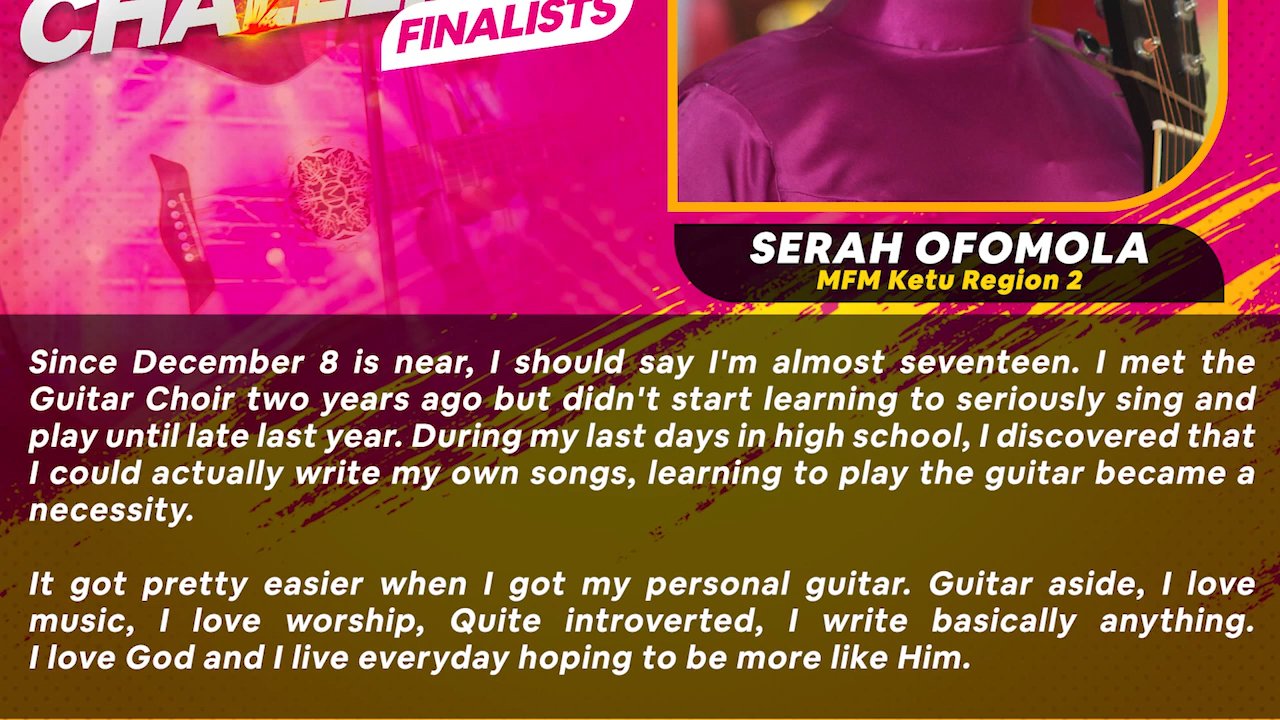 FINALISTS
SERAH OFOMOLA
MFM Ketu Region 2
Since December 8 is near, I should say I'm almost seventeen. I met the
Guitar Choir two years ago but didn't start learning to seriously sing and
play until late last year. During my last days in high school, I discovered that
I could actually write my own songs, learning to play the guitar became a
necessity.
It got pretty easier when I got my personal guitar. Guitar aside, I love
music, I love worship, Quite introverted, I write basically anything.
I love God and I live everyday hoping to be more like Him.